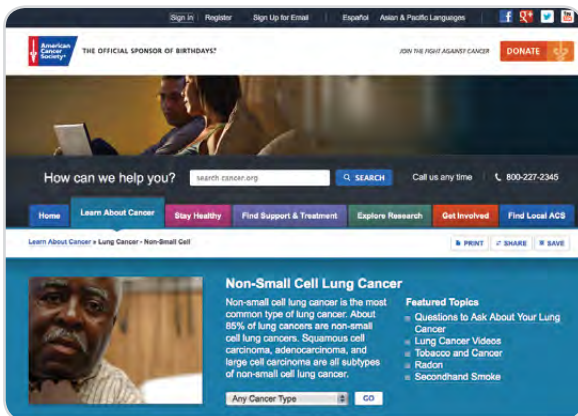 Sign In | Register Sign Up for Email Español Asian & Pacific Languages
American Cancer Society®
THE OFFICIAL SPONSOR OF BIRTHDAYS.®
JOIN THE FIGHT AGAINST CANCER
DONATE
How can we help you? search cancer.org SEARCH Call us any time 800-227-2345
Home Learn About Cancer Stay Healthy Find Support & Treatment Explore Research Get Involved Find Local ACS
Learn About Cancer » Lung Cancer - Non-Small Cell
PRINT SHARE SAVE
Non-Small Cell Lung Cancer
Non-small cell lung cancer is the most
common type of lung cancer. About
85% of lung cancers are non-small
cell lung cancers. Squamous cell
carcinoma, adenocarcinoma, and
large cell carcinoma are all subtypes
of non-small cell lung cancer.
Any Cancer Type GO
Featured Topics
Questions to Ask About Your Lung
Cancer
Lung Cancer Videos
Tobacco and Cancer
Radon
Secondhand Smoke